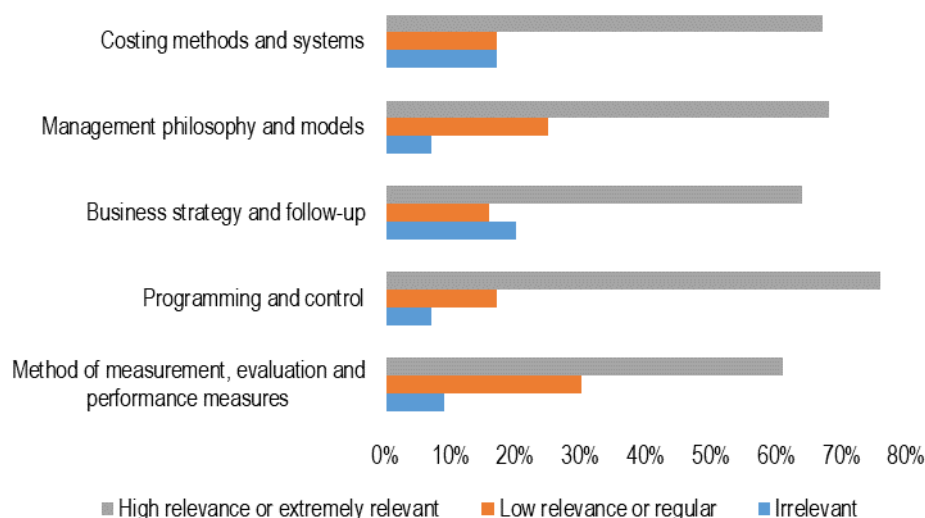 Costing methods and systems
Management philosophy and models
Business strategy and follow-up
Programming and control
Method of measurement, evaluation and
performance measures
0% 10% 20% 30% 40% 50% 60% 70% 80%
High relevance or extremely relevant Low relevance or regular Irrelevant